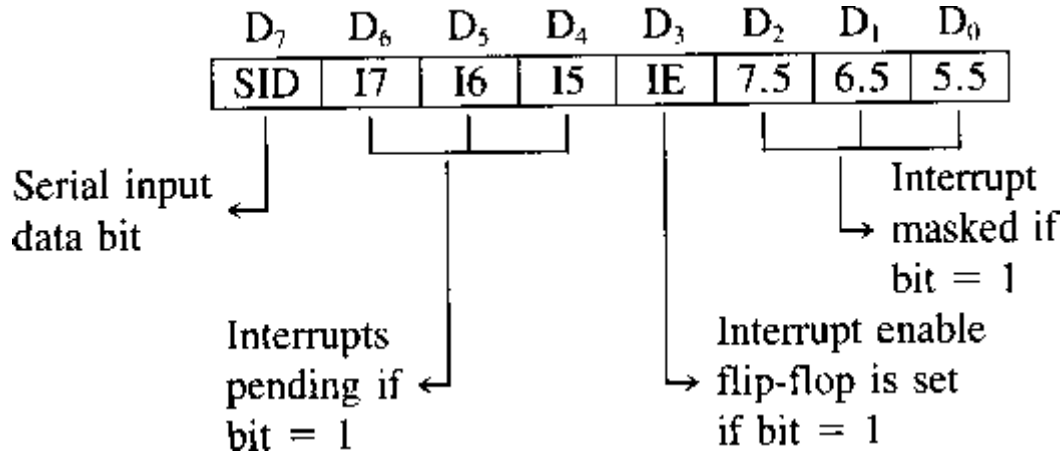 D₇ D₆ D₅ D₄ D₃ D₂ D₁ D₀
SID I7 I6 I5 IE 7.5 6.5 5.5
Serial input
data bit
Interrupt
masked if
bit = 1
Interrupts
pending if
bit = 1
Interrupt enable
flip-flop is set
if bit = 1